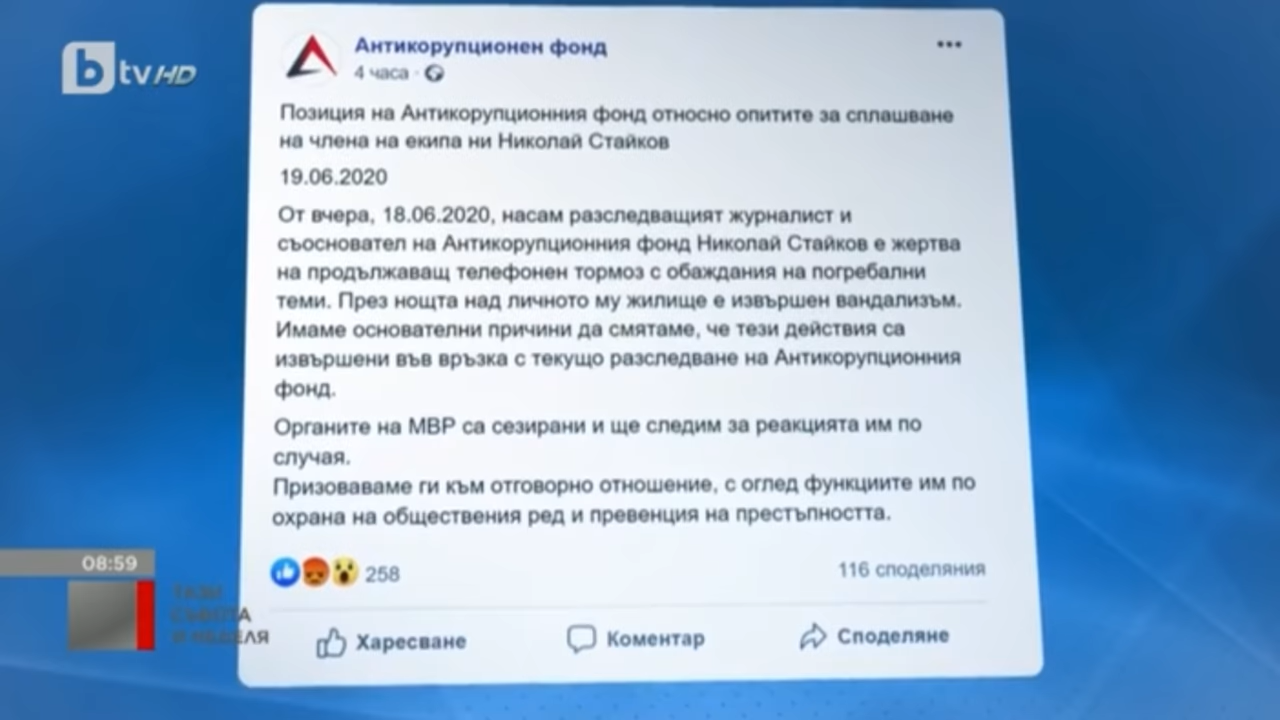 btv HD
Антикорупционен фонд
4 часа ·
Позиция на Антикорупционния фонд относно опитите за сплашване
на члена на екипа ни Николай Стайков
19.06.2020
От вчера, 18.06.2020, насам разследващият журналист и
съосновател на Антикорупционния фонд Николай Стайков е жертва
на продължаващ телефонен тормоз с обаждания на погребални
теми. През нощта над личното му жилище е извършен вандализъм.
Имаме основателни причини да смятаме, че тези действия са
извършени във връзка с текущо разследване на Антикорупционния
фонд.
Органите на МВР са сезирани и ще следим за реакцията им по
случая.
Призоваваме ги към отговорно отношение, с оглед функциите им по
охрана на обществения ред и превенция на престъпността.
258
116 споделяния
Харесване
Коментар
Споделяне
08:59
ТАЗИ
СЪБОТА
И НЕДЕЛЯ